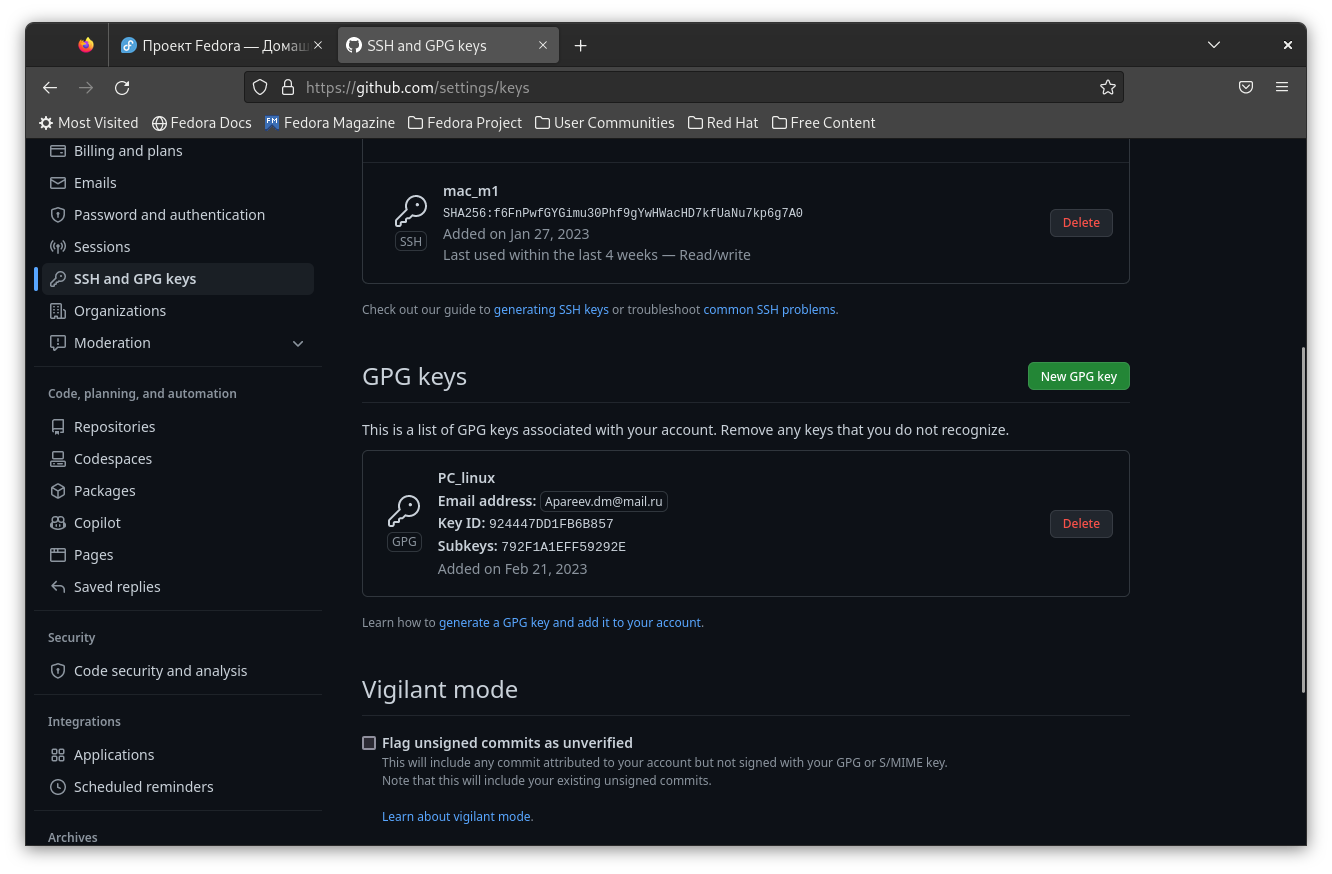 Проект Fedora — Домаш
SSH and GPG keys
https://github.com/settings/keys
Most Visited
Fedora Docs
Fedora Magazine
Fedora Project
User Communities
Red Hat
Free Content
Billing and plans
Emails
Password and authentication
Sessions
SSH and GPG keys
Organizations
Moderation
Code, planning, and automation
Repositories
Codespaces
Packages
Copilot
Pages
Saved replies
Security
Code security and analysis
Integrations
Applications
Scheduled reminders
Archives
mac_m1
SHA256:f6FnPwfGYGimu30Phf9gYwHWacHD7kfUaNu7kp6g7A0
SSH
Added on Jan 27, 2023
Last used within the last 4 weeks — Read/write
Delete
Check out our guide to generating SSH keys or troubleshoot common SSH problems.
GPG keys
New GPG key
This is a list of GPG keys associated with your account. Remove any keys that you do not recognize.
PC_linux
Email address: Apareev.dm@mail.ru
Key ID: 924447DD1FB6B857
GPG
Subkeys: 792F1A1EFF59292E
Added on Feb 21, 2023
Delete
Learn how to generate a GPG key and add it to your account.
Vigilant mode
Flag unsigned commits as unverified
This will include any commit attributed to your account but not signed with your GPG or S/MIME key.
Note that this will include your existing unsigned commits.
Learn about vigilant mode.